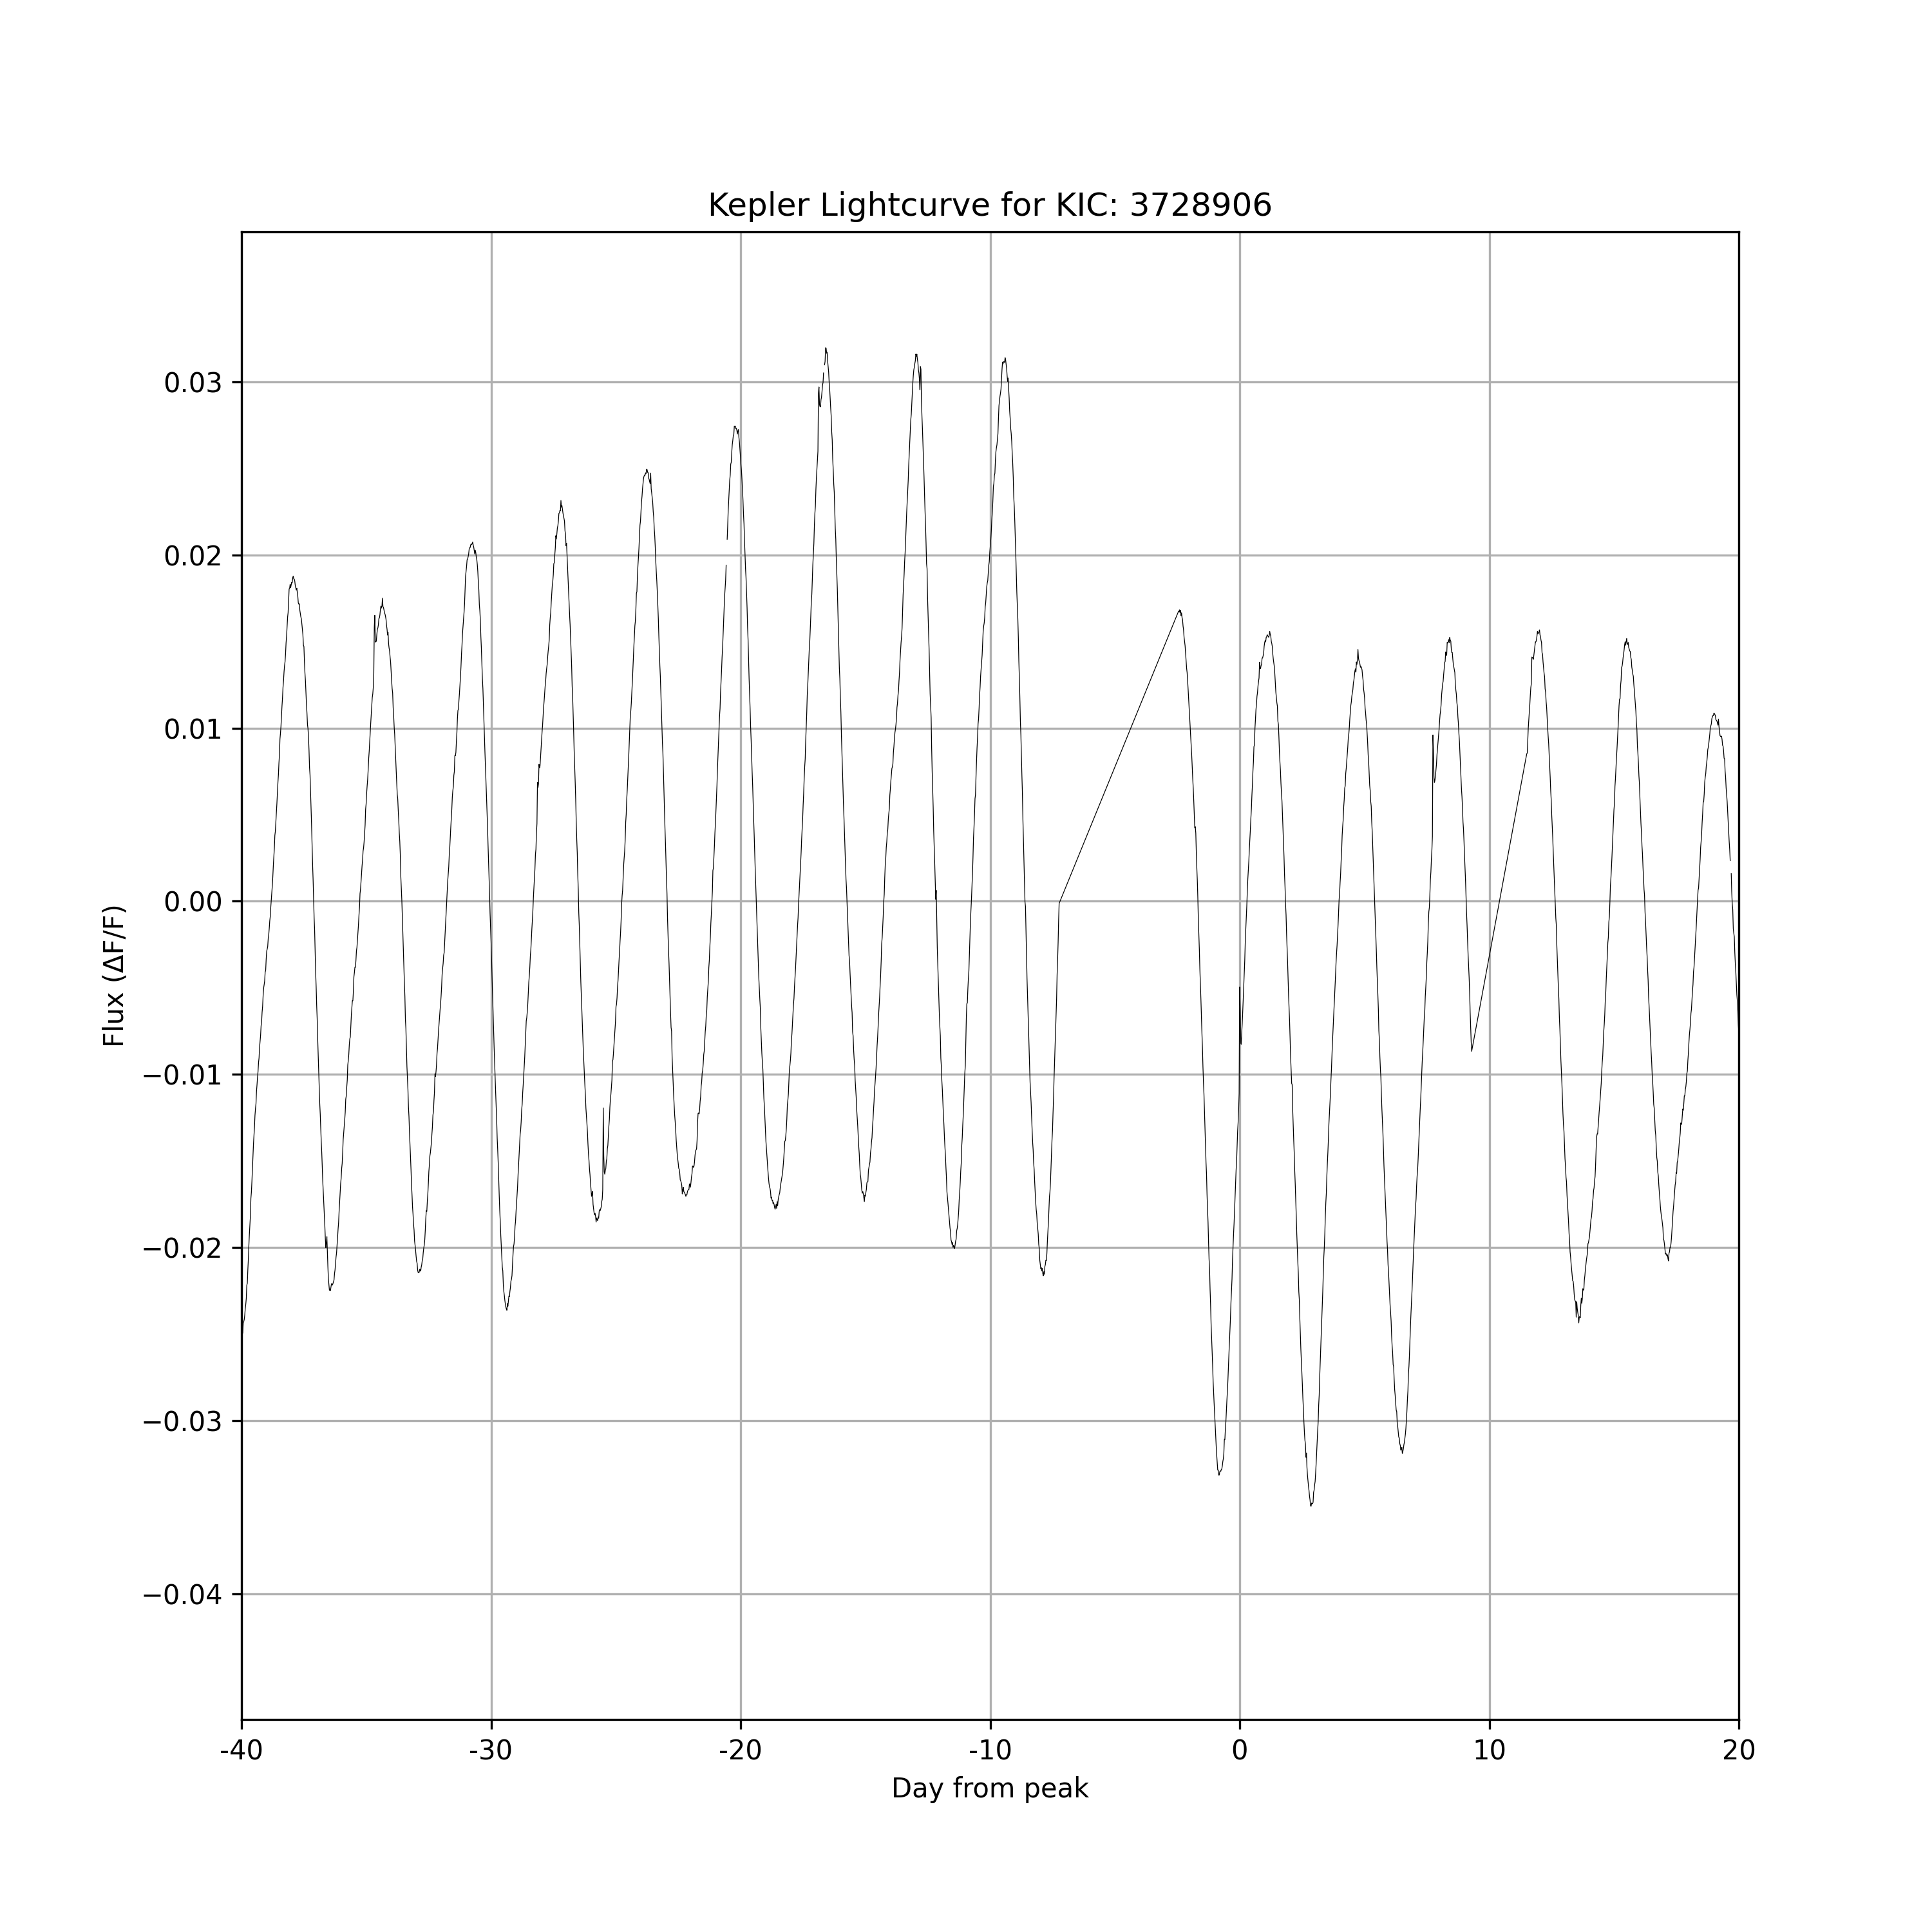 Kepler Lightcurve for KIC: 3728906
Flux (ΔF/F)
0.03
0.02
0.01
0.00
−0.01
−0.02
−0.03
−0.04
-40 -30 -20 -10 0 10 20
Day from peak